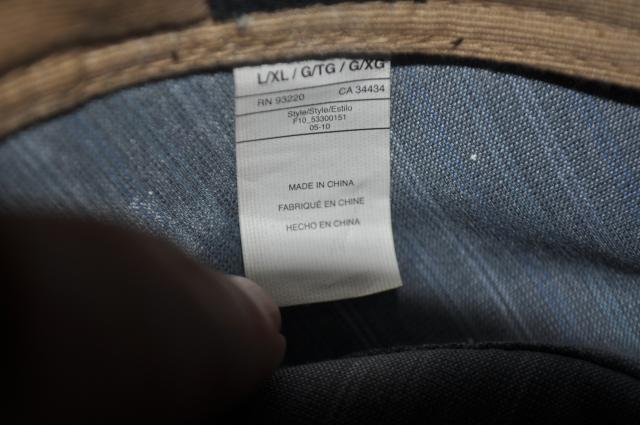 L/XL / G/TG / G/XG
RN 93220 CA 34434
Style/Style/Estilo
F10_53300151
05-10
MADE IN CHINA
FABRIQUÉ EN CHINE
HECHO EN CHINA